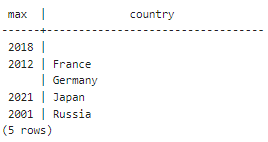 max | country
------+---------------------------------
2018 |
2012 | France
| Germany
2021 | Japan
2001 | Russia
(5 rows)